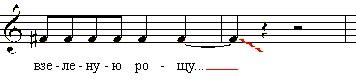 взе - ле - ну - ю ро - щу...